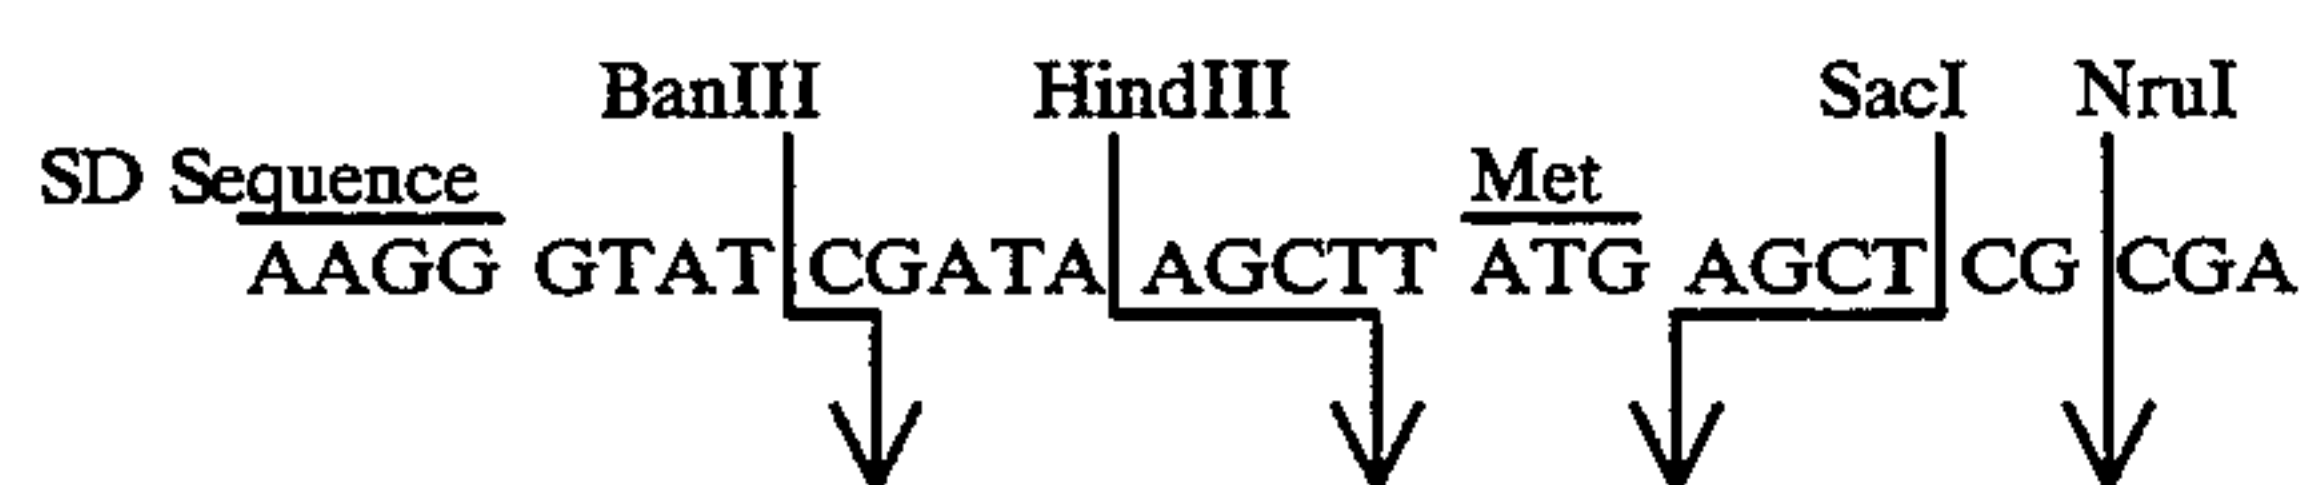 BanIII HindIII SacI NruI
SD Sequence Met
AAGG GTAT CGATA AGCTT ATG AGCT CG CGA